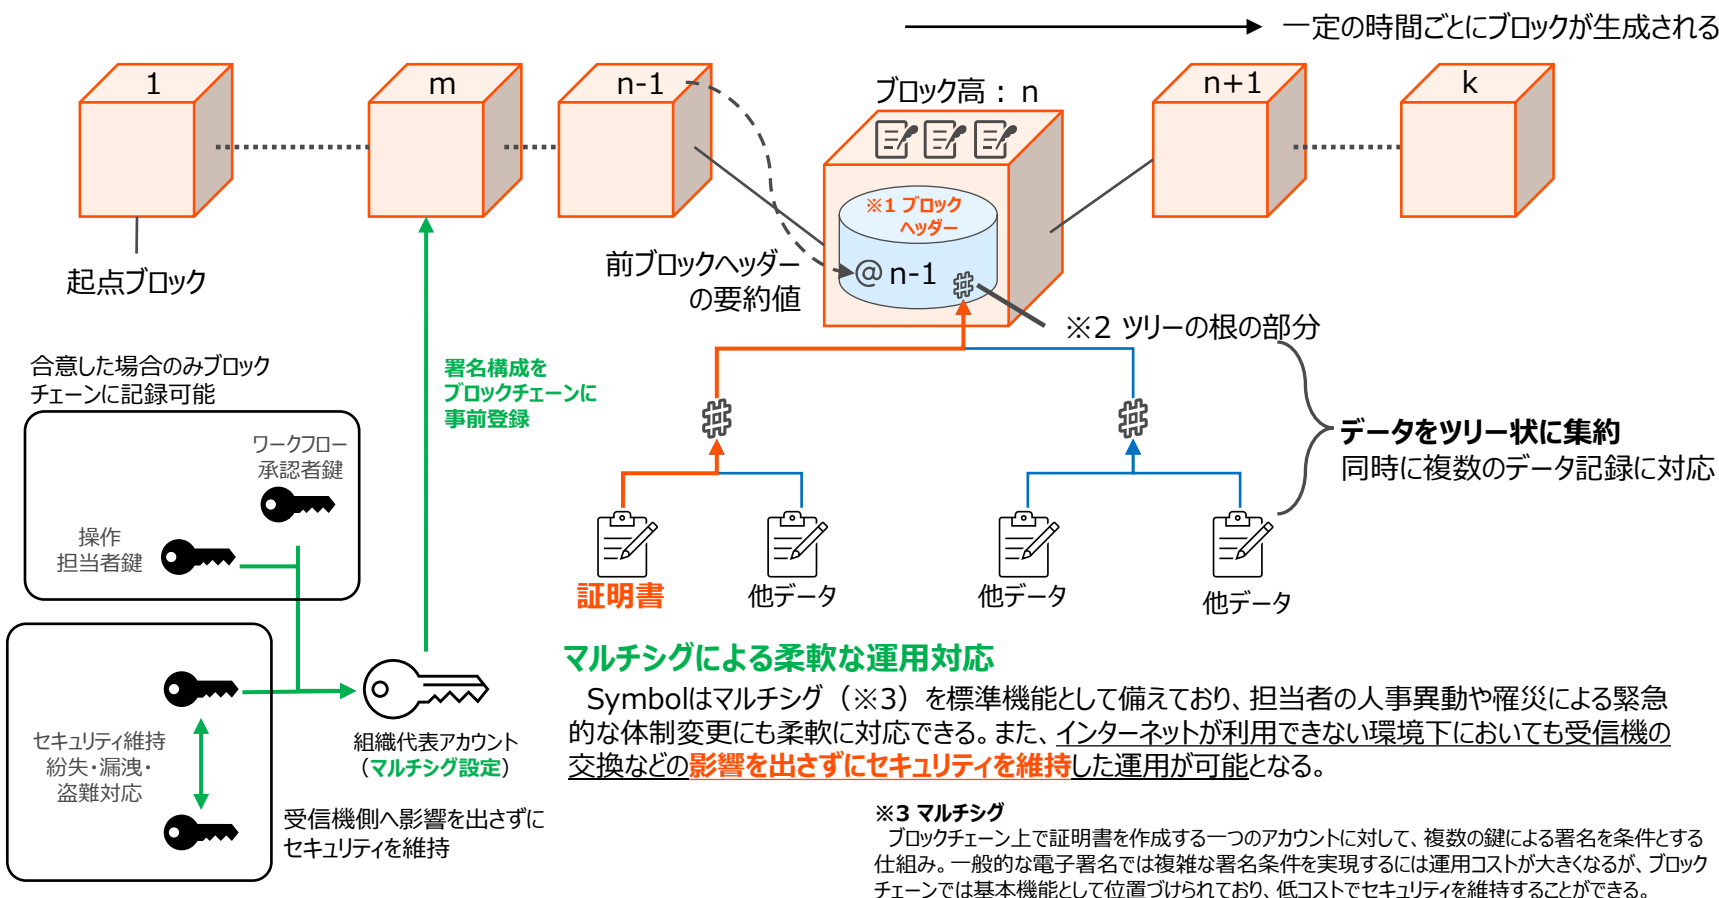 一定の時間ごとにブロックが生成される
1
m
n-1
ブロック高：n
n+1
k
※1 ブロック
ヘッダー
@ n-1
#
起点ブロック
前ブロックヘッダー
の要約値
※2 ツリーの根の部分
合意した場合のみブロック
チェーンに記録可能
署名構成を
ブロックチェーンに
事前登録
#
#
データをツリー状に集約
同時に複数のデータ記録に対応
ワークフロー
承認者鍵
操作
担当者鍵
証明書
他データ
他データ
他データ
マルチシグによる柔軟な運用対応
Symbolはマルチシグ（※3）を標準機能として備えており、担当者の人事異動や罹災による緊急
的な体制変更にも柔軟に対応できる。また、インターネットが利用できない環境下においても受信機の
交換などの影響を出さずにセキュリティを維持した運用が可能となる。
セキュリティ維持
紛失・漏洩・
盗難対応
組織代表アカウント
（マルチシグ設定）
受信機側へ影響を出さずに
セキュリティを維持
※3 マルチシグ
ブロックチェーン上で証明書を作成する一つのアカウントに対して、複数の鍵による署名を条件とする
仕組み。一般的な電子署名では複雑な署名条件を実現するには運用コストが大きくなるが、ブロック
チェーンでは基本機能として位置づけられており、低コストでセキュリティを維持することができる。